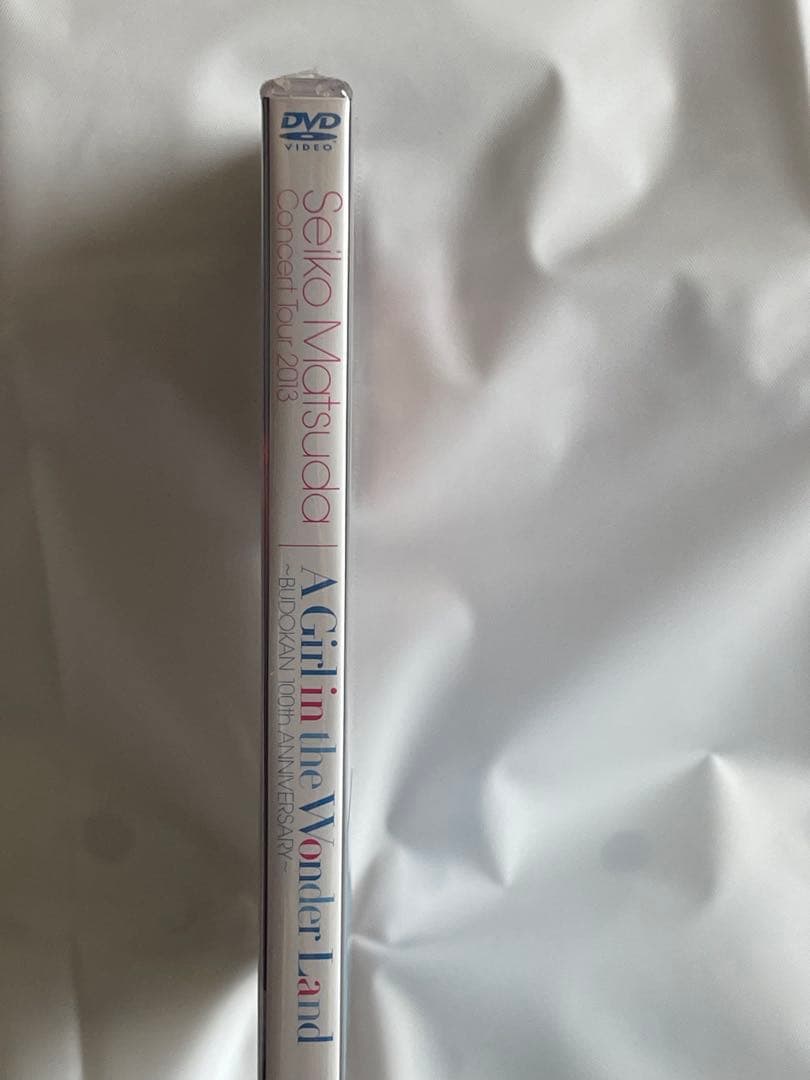 DVD
VIDEO
Seiko Matsuda
Concert Tour 2013
A Girl in the Wonder Land
~BUDOKAN 100th ANNIVERSARY~